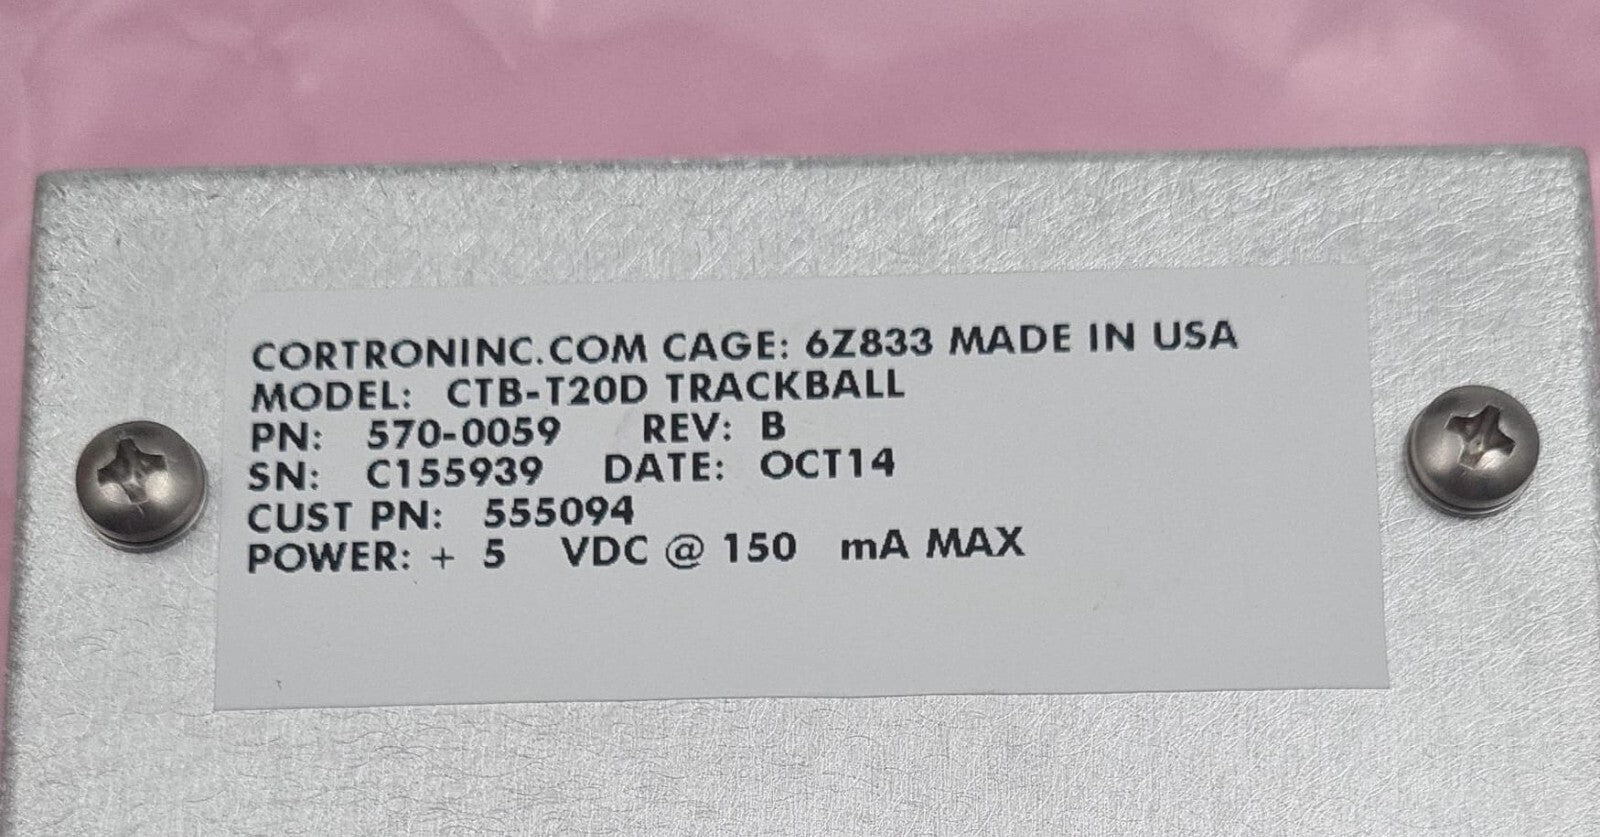 CORTRONINC.COM CAGE: 6Z833 MADE IN USA
MODEL: CTB-T20D TRACKBALL
PN: 570-0059 REV: B
SN: C155939 DATE: OCT14
CUST PN: 555094
POWER: + 5 VDC @ 150 mA MAX